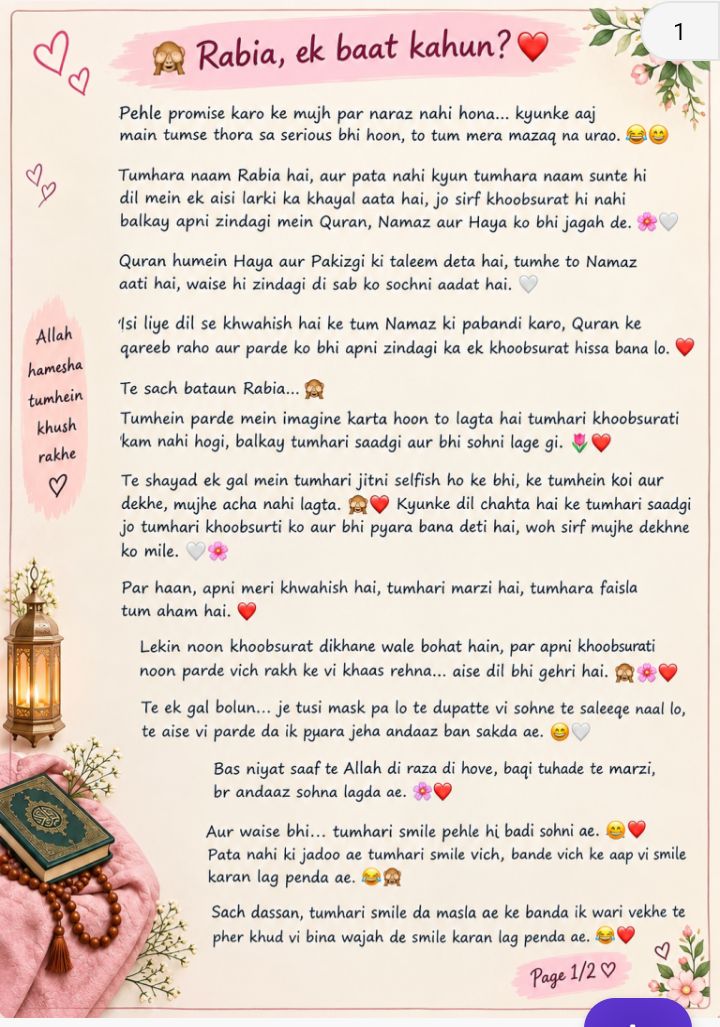 1
🙈 Rabia, ek baat kahun? ❤️
Pehle promise karo ke mujh par naraz nahi hona... kyunke aaj
main tumse thora sa serious bhi hoon, to tum mera mazaq na urao. 😂😊
Tumhara naam Rabia hai, aur pata nahi kyun tumhara naam sunte hi
dil mein ek aisi larki ka khayal aata hai, jo sirf khoobsurat hi nahi
balkay apni zindagi mein Quran, Namaz aur Haya ko bhi jagah de. 🌸🤍
Quran humein Haya aur Pakizgi ki taleem deta hai, tumhe to Namaz
aati hai, waise hi zindagi di sab ko sochni aadat hai. 🤍
'Isi liye dil se khwahish hai ke tum Namaz ki pabandi karo, Quran ke
qareeb raho aur parde ko bhi apni zindagi ka ek khoobsurat hissa bana lo. ❤️
Te sach bataun Rabia... 🙈
Tumhein parde mein imagine karta hoon to lagta hai tumhari khoobsurati
'kam nahi hogi, balkay tumhari saadgi aur bhi sohni lage gi. 🌷❤️
Te shayad ek gal mein tumhari jitni selfish ho ke bhi, ke tumhein koi aur
dekhe, mujhe acha nahi lagta. 🙈❤️ Kyunke dil chahta hai ke tumhari saadgi
jo tumhari khoobsurti ko aur bhi pyara bana deti hai, woh sirf mujhe dekhne
ko mile. 🤍🌸
Par haan, apni meri khwahish hai, tumhari marzi hai, tumhara faisla
tum aham hai. ❤️
Lekin noon khoobsurat dikhane wale bohat hain, par apni khoobsurati
noon parde vich rakh ke vi khaas rehna... aise dil bhi gehri hai. 🙈🌸❤️
Te ek gal bolun... je tusi mask pa lo te dupatte vi sohne te saleeqe naal lo,
te aise vi parde da ik pyara jeha andaaz ban sakda ae. 😄🤍
Bas niyat saaf te Allah di raza di hove, baqi tuhade te marzi,
br andaaz sohna lagda ae. 🌸❤️
Aur waise bhi... tumhari smile pehle hi badi sohni ae. 😂❤️
Pata nahi ki jadoo ae tumhari smile vich, bande vich ke aap vi smile
karan lag penda ae. 😂🙈
Sach dassan, tumhari smile da masla ae ke banda ik wari vekhe te
pher khud vi bina wajah de smile karan lag penda ae. 😂❤️
Allah
hamesha
tumhein
khush
rakhe
♡
Page 1/2 ♡